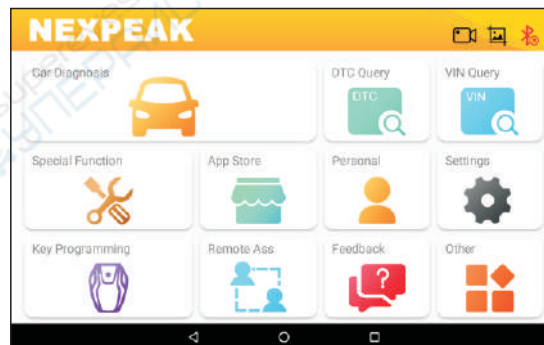 NEXPEAK
Car Diagnosis
DTC Query
VIN Query
DTC
VIN
Special Function
App Store
Personal
Settings
Key Programming
Remote Ass
Feedback
Other
?